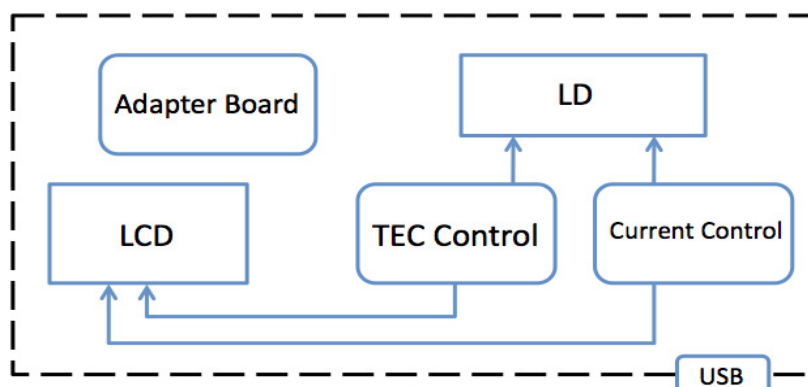 Adapter Board
LD
LCD
TEC Control
Current Control
USB